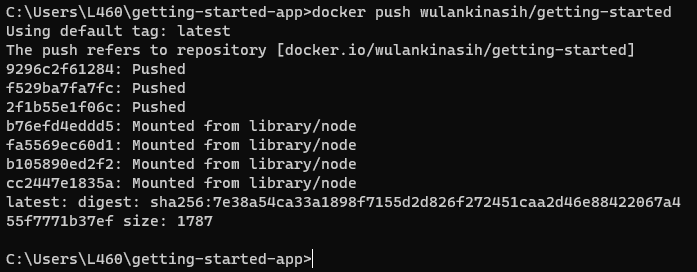 C:\Users\L460\getting-started-app>docker push wulankinasih/getting-started
Using default tag: latest
The push refers to repository [docker.io/wulankinasih/getting-started]
9296c2f61284: Pushed
f529ba7fa7fc: Pushed
2f1b55e1f06c: Pushed
b76efd4eddd5: Mounted from library/node
fa5569ec60d1: Mounted from library/node
b105890ed2f2: Mounted from library/node
cc2447e1835a: Mounted from library/node
latest: digest: sha256:7e38a54ca33a1898f7155d2d826f272451caa2d46e88422067a4
55f7771b37ef size: 1787
C:\Users\L460\getting-started-app>